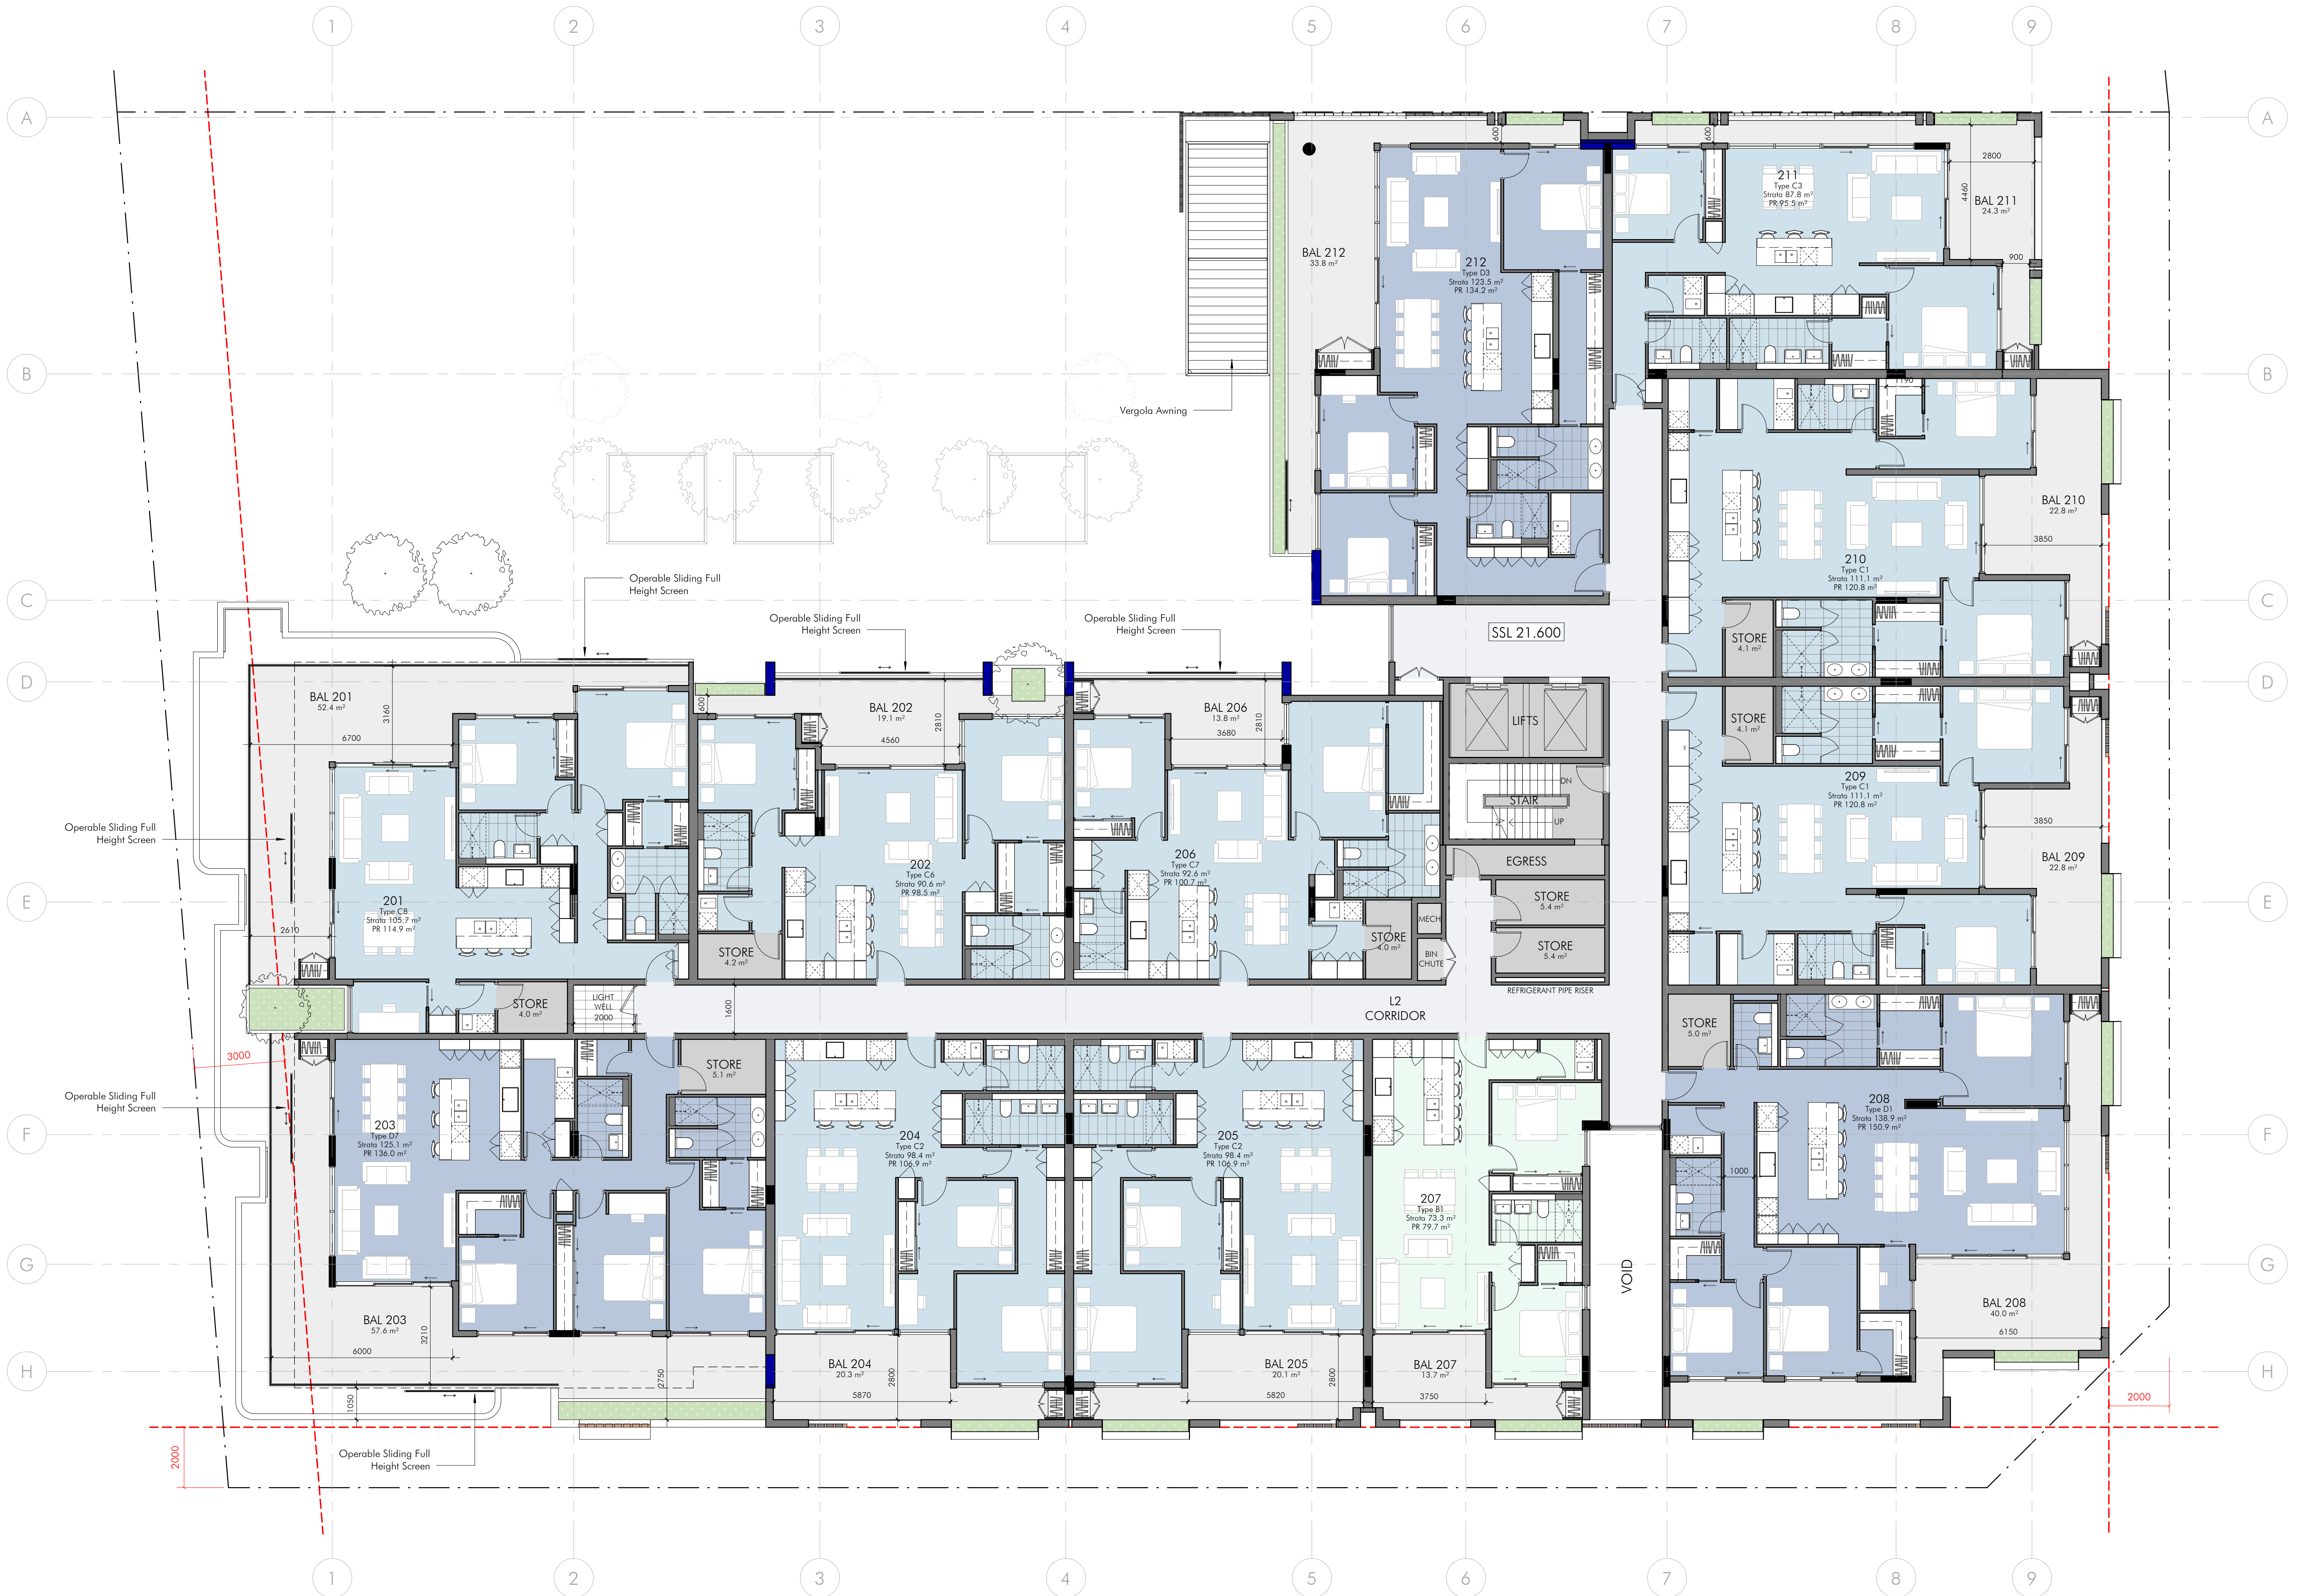 1 2 3 4 5 6 7 8 9
A A
600
600
2800
211
Type C3
Strata 87.8 m²
PR 95.5 m²
4460
BAL 211
24.3 m²
BAL 212
33.8 m²
212
Type D3
Strata 123.5 m²
PR 134.2 m²
900
B B
1190
Vergola Awning
BAL 210
22.8 m²
3850
210
Type C1
Strata 111.1 m²
PR 120.8 m²
Operable Sliding Full
Height Screen
C C
Operable Sliding Full
Height Screen
Operable Sliding Full
Height Screen
SSL 21.600
STORE
4.1 m²
D D
BAL 201
52.4 m²
3160
6700
600
BAL 202
19.1 m²
2810
4560
BAL 206
13.8 m²
2810
3680
LIFTS
STORE
4.1 m²
DN
STAIR
UP
209
Type C1
Strata 111.1 m²
PR 120.8 m²
3850
Operable Sliding Full
Height Screen
BAL 209
22.8 m²
202
Type C6
Strata 90.6 m²
PR 98.5 m²
206
Type C7
Strata 92.6 m²
PR 100.7 m²
EGRESS
E E
201
Type C8
Strata 105.7 m²
PR 114.9 m²
2610
STORE
5.4 m²
MECH
STORE
4.2 m²
STORE
4.0 m²
STORE
5.4 m²
BIN
CHUTE
REFRIGERANT PIPE RISER
STORE
4.0 m²
LIGHT
WELL
2000
1600
L2
CORRIDOR
STORE
5.0 m²
3000
STORE
5.1 m²
Operable Sliding Full
Height Screen
F F
203
Type D7
Strata 125.1 m²
PR 136.0 m²
204
Type C2
Strata 98.4 m²
PR 106.9 m²
205
Type C2
Strata 98.4 m²
PR 106.9 m²
208
Type D1
Strata 138.9 m²
PR 150.9 m²
1000
207
Type B1
Strata 73.3 m²
PR 79.7 m²
G G
VOID
BAL 203
57.6 m²
3210
6000
BAL 208
40.0 m²
6150
H H
2750
BAL 204
20.3 m²
2800
5870
BAL 205
20.1 m²
2800
5820
BAL 207
13.7 m²
3750
1050
2000
2000
Operable Sliding Full
Height Screen
1 2 3 4 5 6 7 8 9